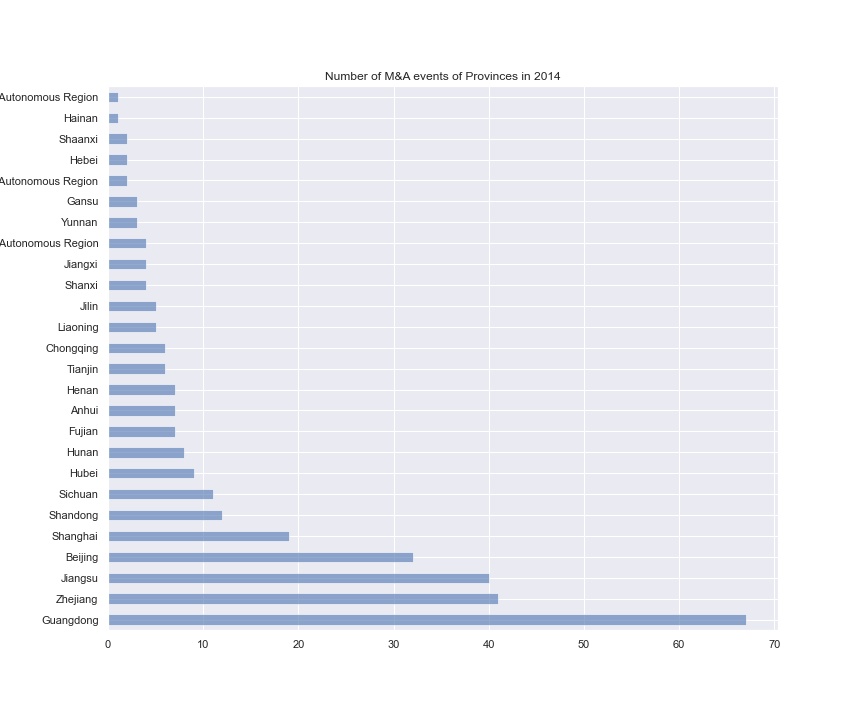 Number of M&A events of Provinces in 2014
Autonomous Region
Hainan
Shaanxi
Hebei
Autonomous Region
Gansu
Yunnan
Autonomous Region
Jiangxi
Shanxi
Jilin
Liaoning
Chongqing
Tianjin
Henan
Anhui
Fujian
Hunan
Hubei
Sichuan
Shandong
Shanghai
Beijing
Jiangsu
Zhejiang
Guangdong
0 10 20 30 40 50 60 70